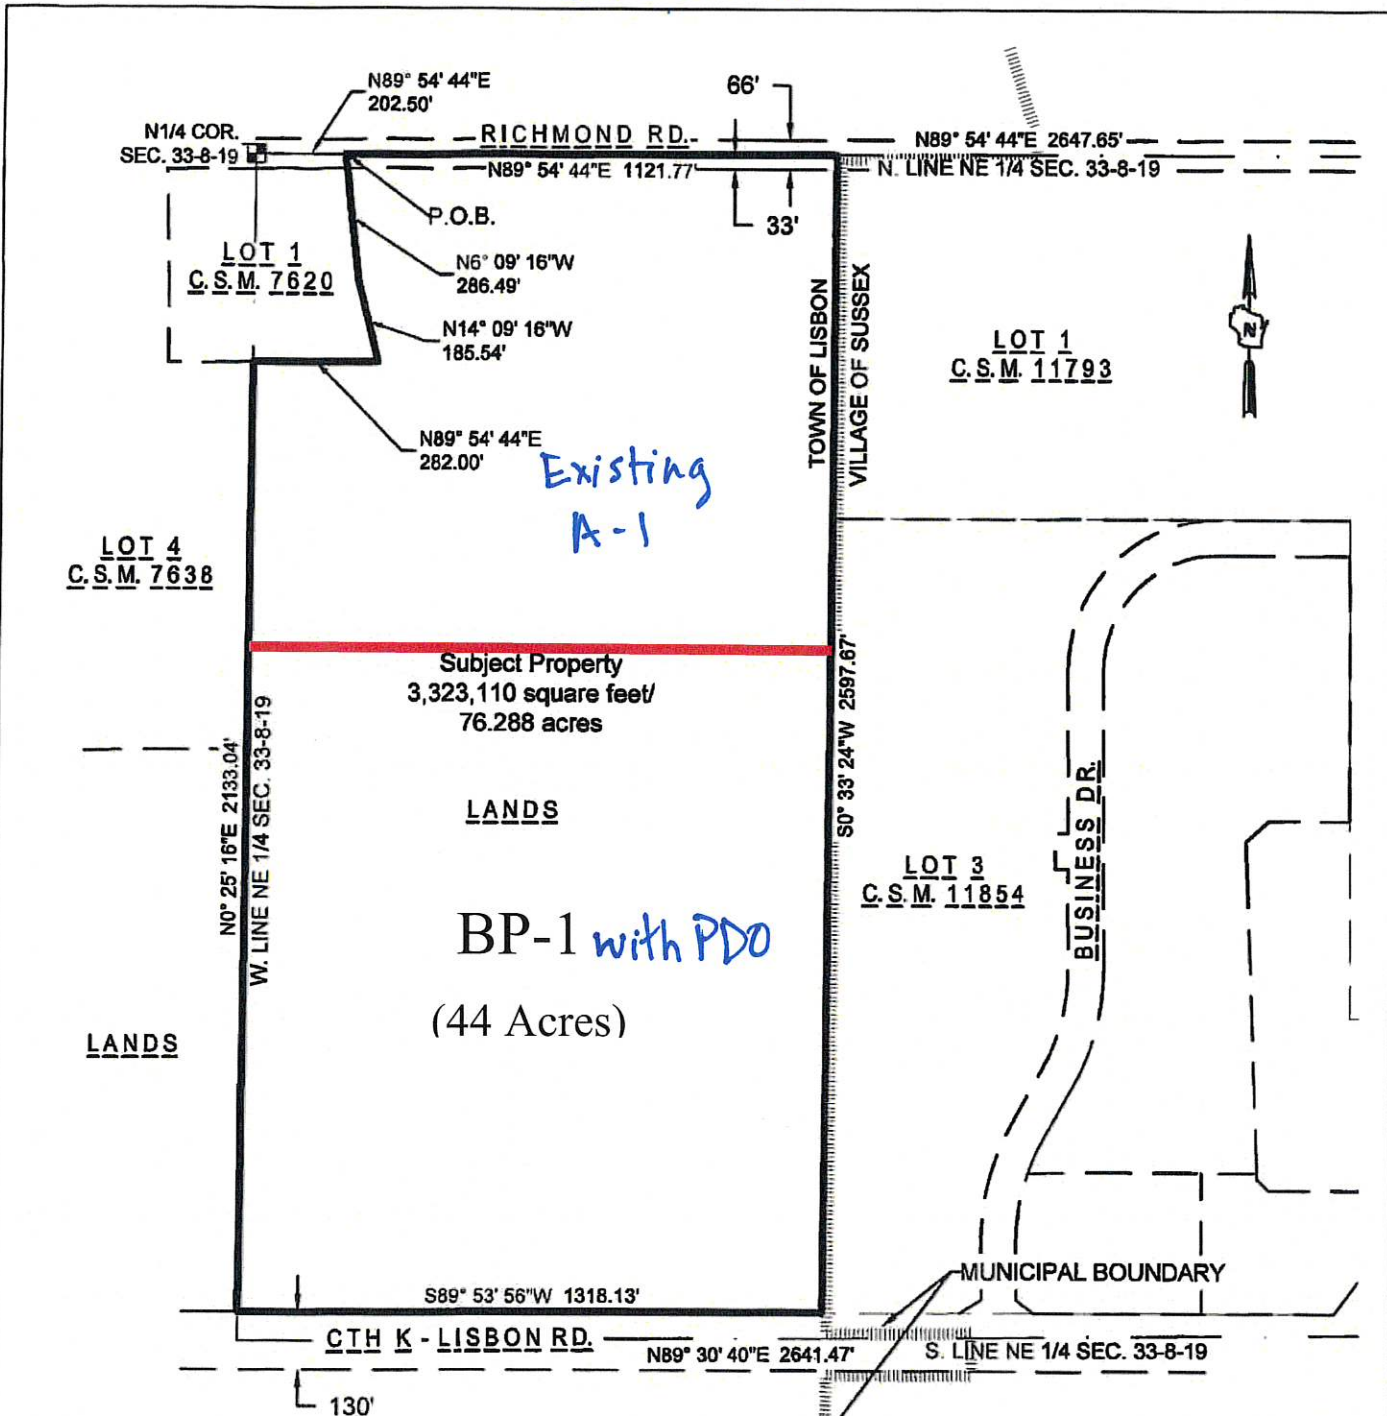 N89° 54' 44"E
202.50'
66'
N1/4 COR.
SEC. 33-8-19
RICHMOND RD.
N89° 54' 44"E 2647.65'
N89° 54' 44"E 1121.77'
N. LINE NE 1/4 SEC. 33-8-19
P.O.B.
33'
LOT 1
C.S.M. 7620
N6° 09' 16"W
286.49'
N14° 09' 16"W
185.54'
TOWN OF LISBON
VILLAGE OF SUSSEX
N
LOT 1
C.S.M. 11793
N89° 54' 44"E
282.00'
Existing
A-1
LOT 4
C.S.M. 7638
Subject Property
3,323,110 square feet/
76.288 acres
S0° 33' 24"W 2597.67'
N0° 25' 16"E 2133.04'
W. LINE NE 1/4 SEC. 33-8-19
LANDS
BUSINESS DR.
LOT 3
C.S.M. 11854
BP-1 with PDO
(44 Acres)
LANDS
MUNICIPAL BOUNDARY
S89° 53' 56"W 1318.13'
CTH K - LISBON RD.
N89° 30' 40"E 2641.47'
S. LINE NE 1/4 SEC. 33-8-19
130'